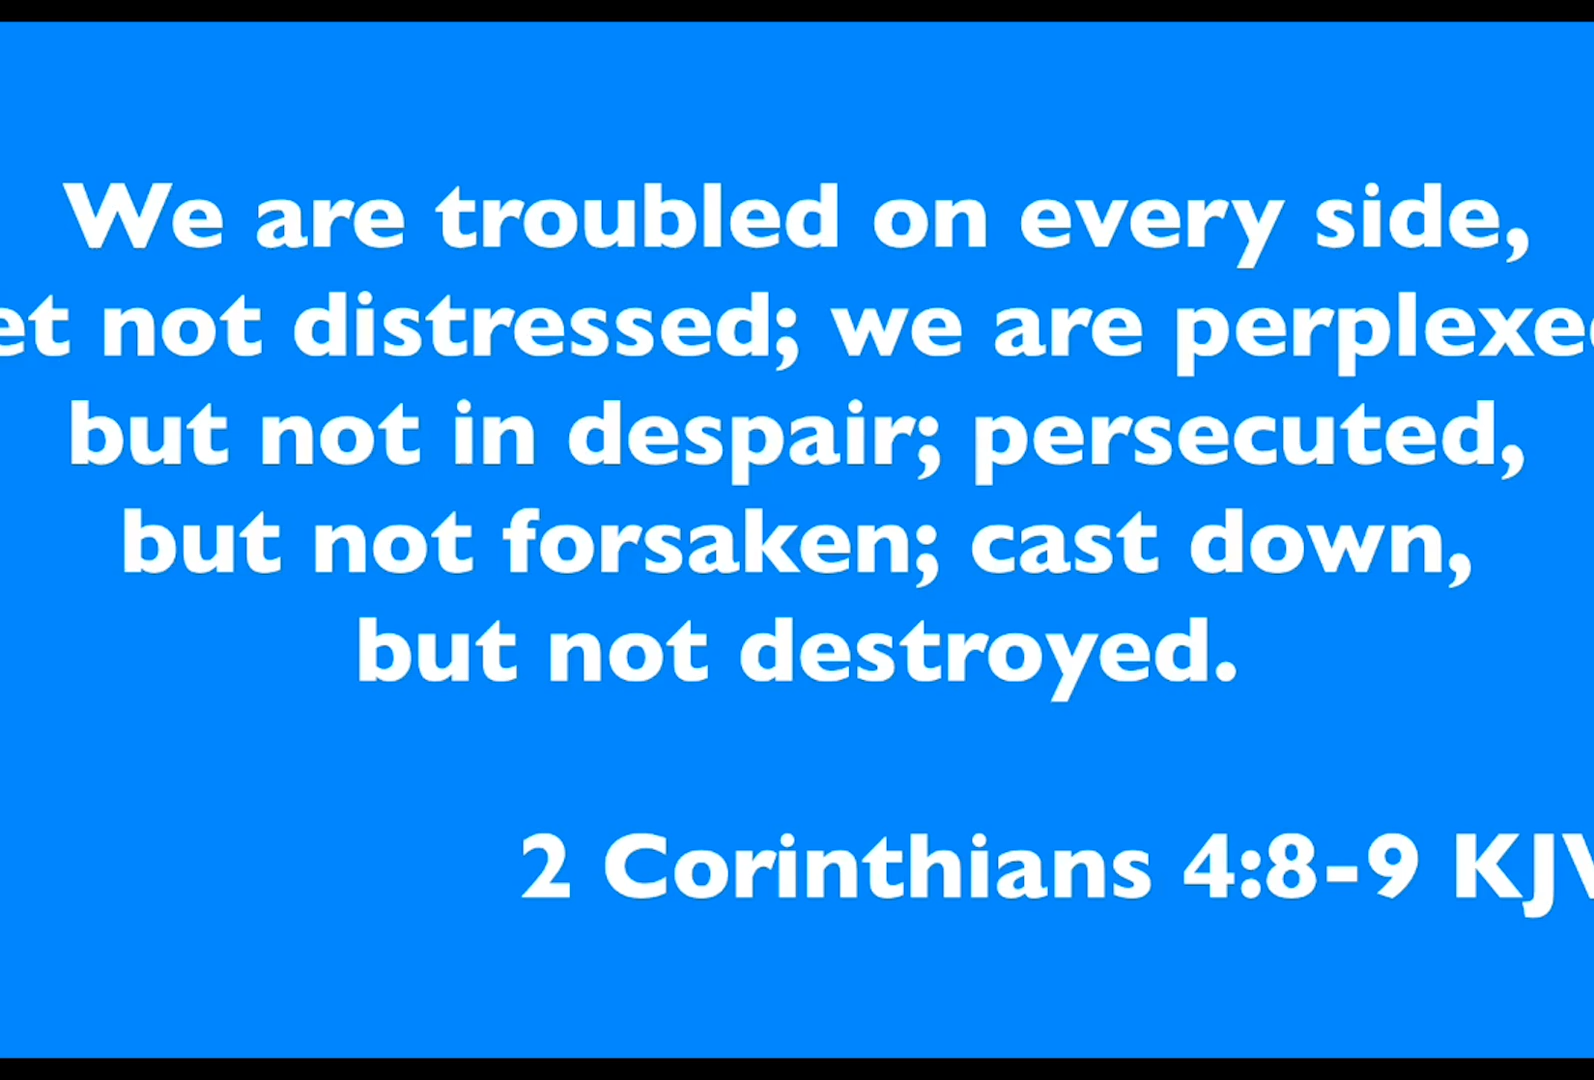 We are troubled on every side,
et not distressed; we are perplexe
but not in despair; persecuted,
but not forsaken; cast down,
but not destroyed.
2 Corinthians 4:8-9 KJV